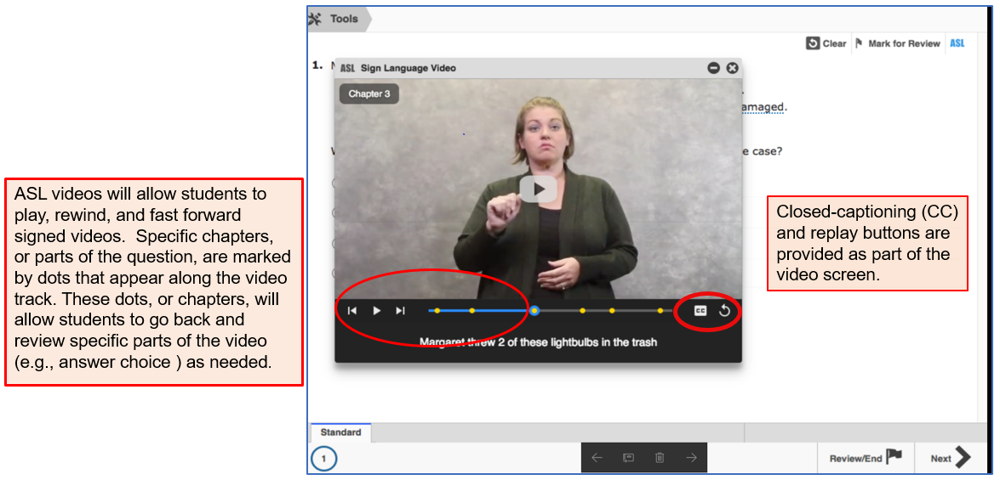 Tools
Clear Mark for Review ASL
1.
ASL Sign Language Video
Chapter 3
amaged.
e case?
ASL videos will allow students to
play, rewind, and fast forward
signed videos.  Specific chapters,
or parts of the question, are marked
by dots that appear along the video
track. These dots, or chapters, will
allow students to go back and
review specific parts of the video
(e.g., answer choice ) as needed.
Closed-captioning (CC)
and replay buttons are
provided as part of the
video screen.
CC
Margaret threw 2 of these lightbulbs in the trash
Standard
1
Review/End
Next